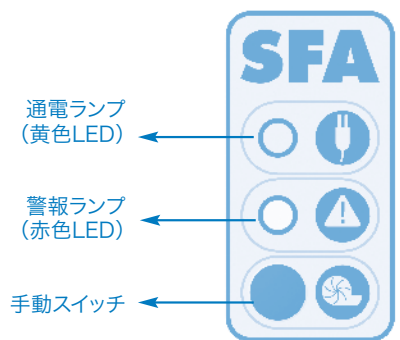 SFA
通電ランプ
（黄色LED）
警報ランプ
（赤色LED）
手動スイッチ